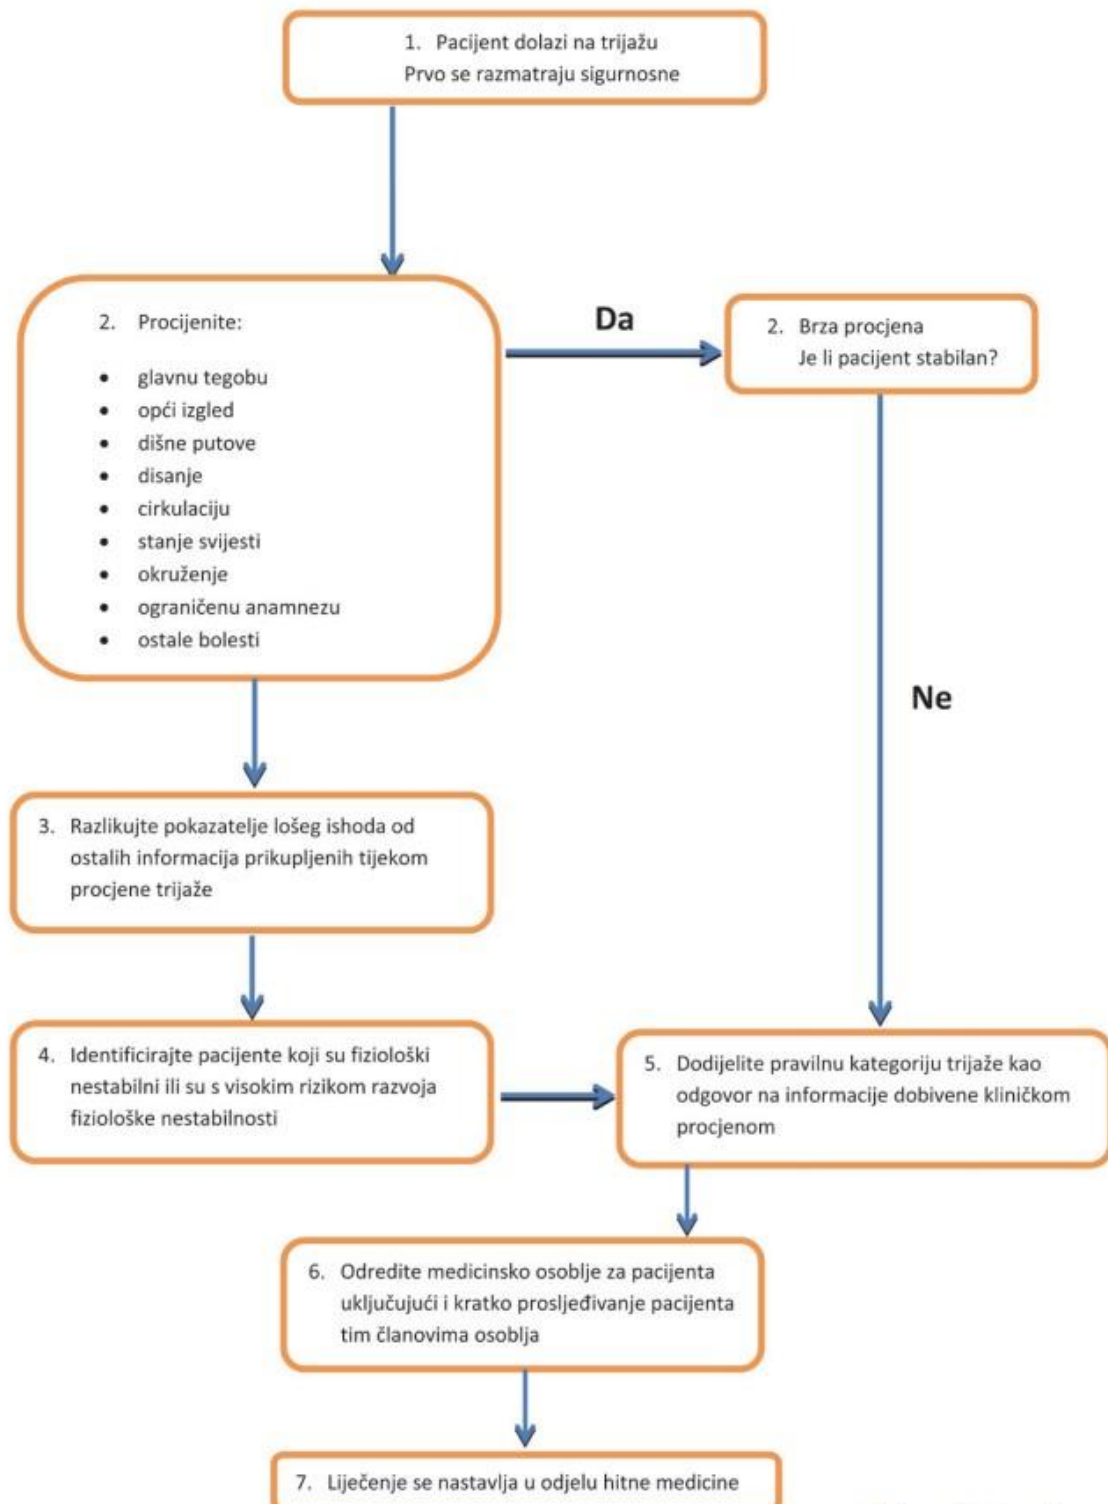 1. Pacijent dolazi na trijažu
Prvo se razmatraju sigurnosne
2. Procijenite:
• glavnu tegobu
• opći izgled
• dišne putove
• disanje
• cirkulaciju
• stanje svijesti
• okruženje
• ograničenu anamnezu
• ostale bolesti
Da
2. Brza procjena
Je li pacijent stabilan?
Ne
3. Razlikujte pokazatelje lošeg ishoda od
ostalih informacija prikupljenih tijekom
procjene trijaže
4. Identificirajte pacijente koji su fiziološki
nestabilni ili su s visokim rizikom razvoja
fiziološke nestabilnosti
5. Dodijelite pravilnu kategoriju trijaže kao
odgovor na informacije dobivene kliničkom
procjenom
6. Odredite medicinsko osoblje za pacijenta
uključujući i kratko prosljeđivanje pacijenta
tim članovima osoblja
7. Liječenje se nastavlja u odjelu hitne medicine